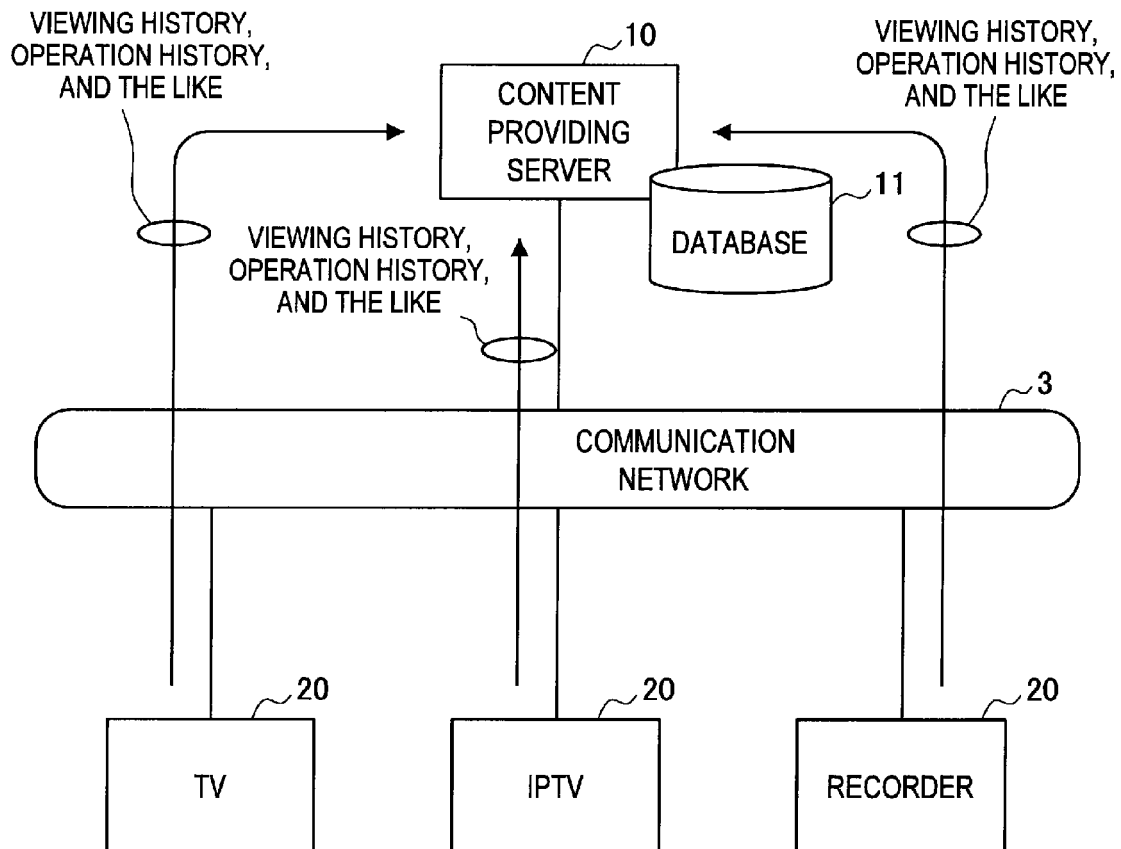 VIEWING HISTORY,
OPERATION HISTORY,
AND THE LIKE
10
CONTENT
PROVIDING
SERVER
VIEWING HISTORY,
OPERATION HISTORY,
AND THE LIKE
11
DATABASE
VIEWING HISTORY,
OPERATION HISTORY,
AND THE LIKE
3
COMMUNICATION
NETWORK
20
TV
20
IPTV
20
RECORDER